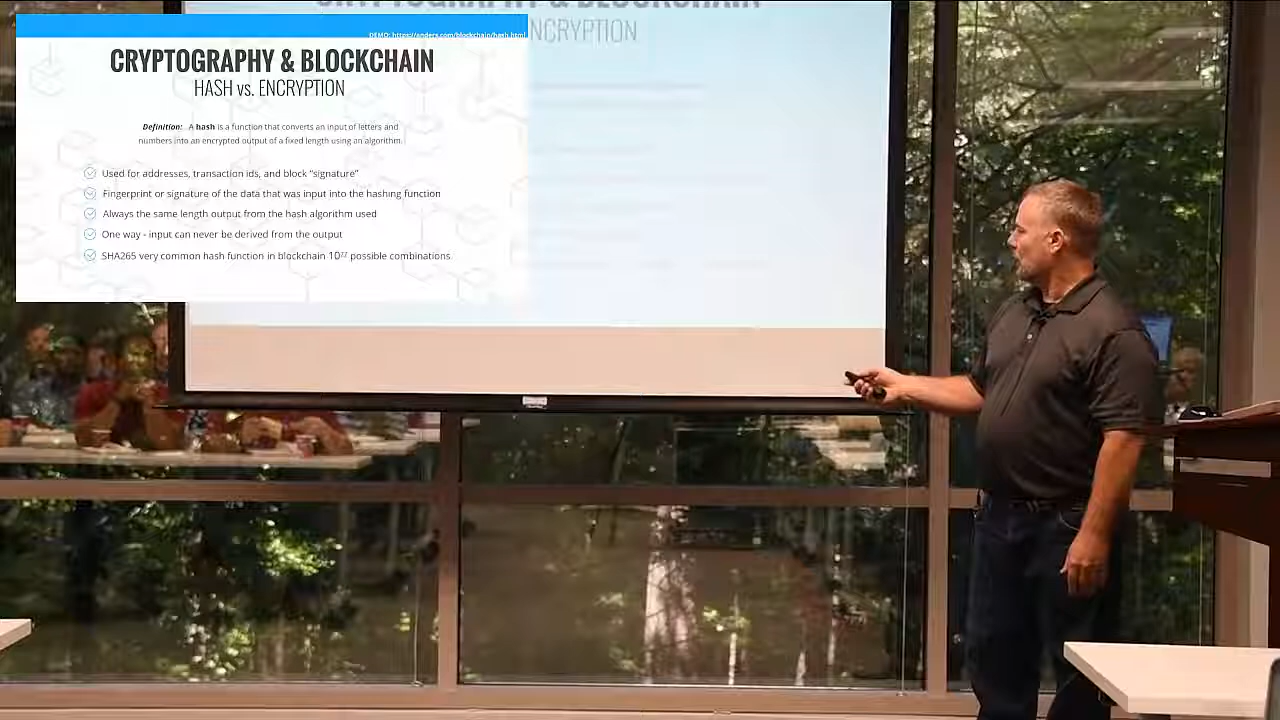 DEMO: https://anders.com/blockchain/hash.html
CRYPTOGRAPHY & BLOCKCHAIN
HASH vs. ENCRYPTION
Definition: A hash is a function that converts an input of letters and
numbers into an encrypted output of a fixed length using an algorithm.
Used for addresses, transaction ids, and block “signature”
Fingerprint or signature of the data that was input into the hashing function
Always the same length output from the hash algorithm used
One way - input can never be derived from the output
SHA265 very common hash function in blockchain 10⁷⁷ possible combinations
CRYPTOGRAPHY & BLOCKCHAIN
NCRYPTION